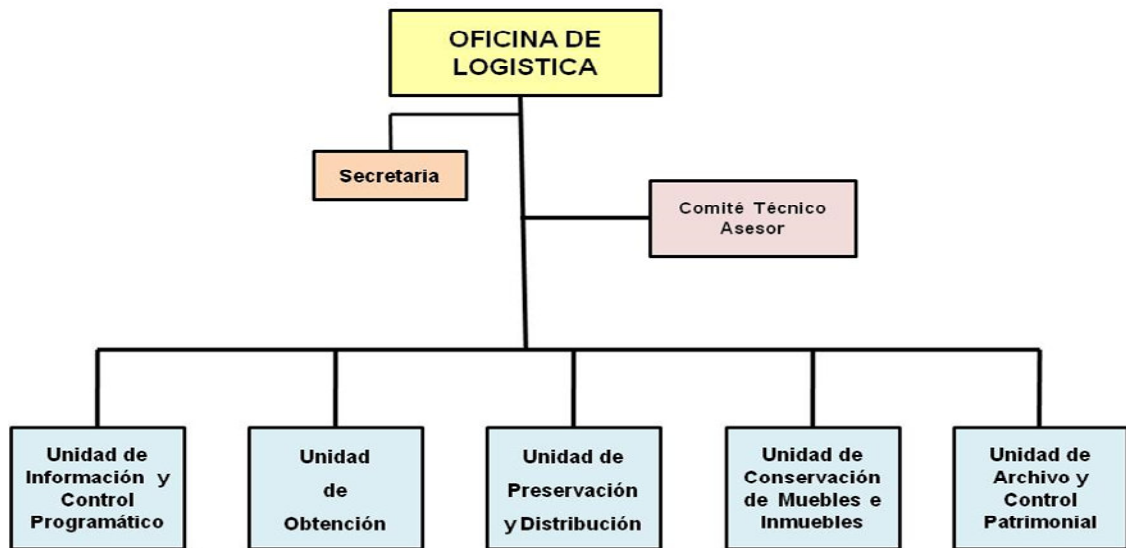 OFICINA DE
LOGISTICA
Secretaria
Comité Técnico
Asesor
Unidad de
Información y
Control
Programático
Unidad
de
Obtención
Unidad de
Preservación
y Distribución
Unidad de
Conservación
de Muebles e
Inmuebles
Unidad de
Archivo y
Control
Patrimonial